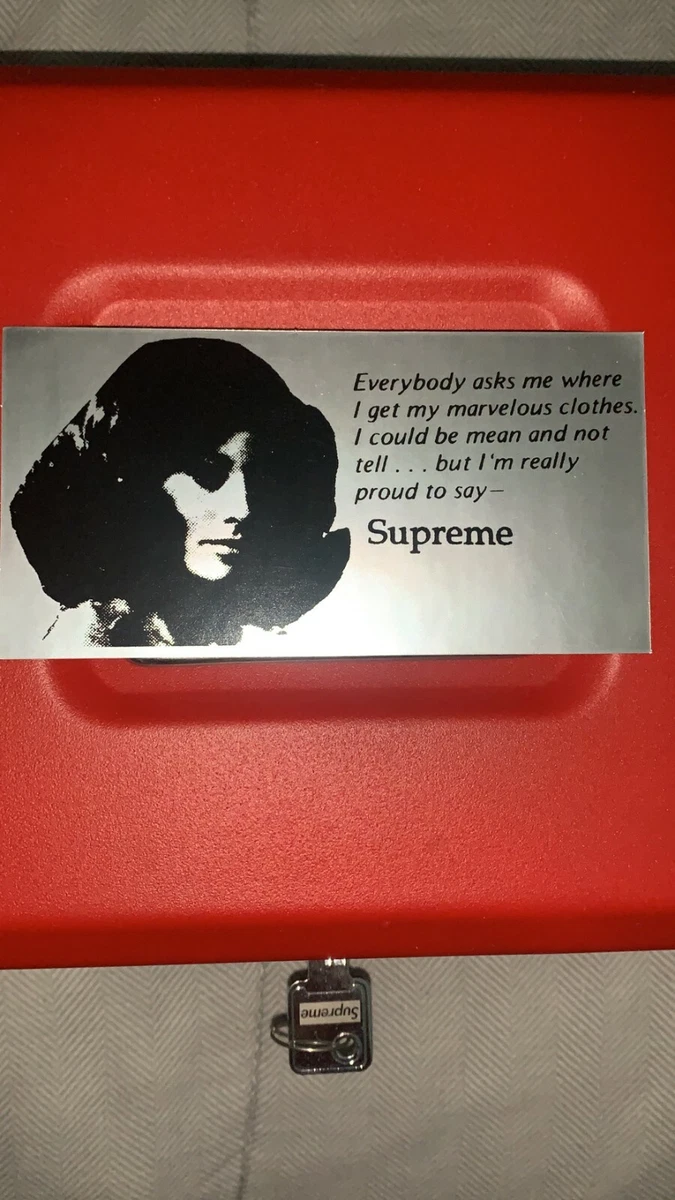 Everybody asks me where
I get my marvelous clothes.
I could be mean and not
tell . . . but I'm really
proud to say—
Supreme
Supreme